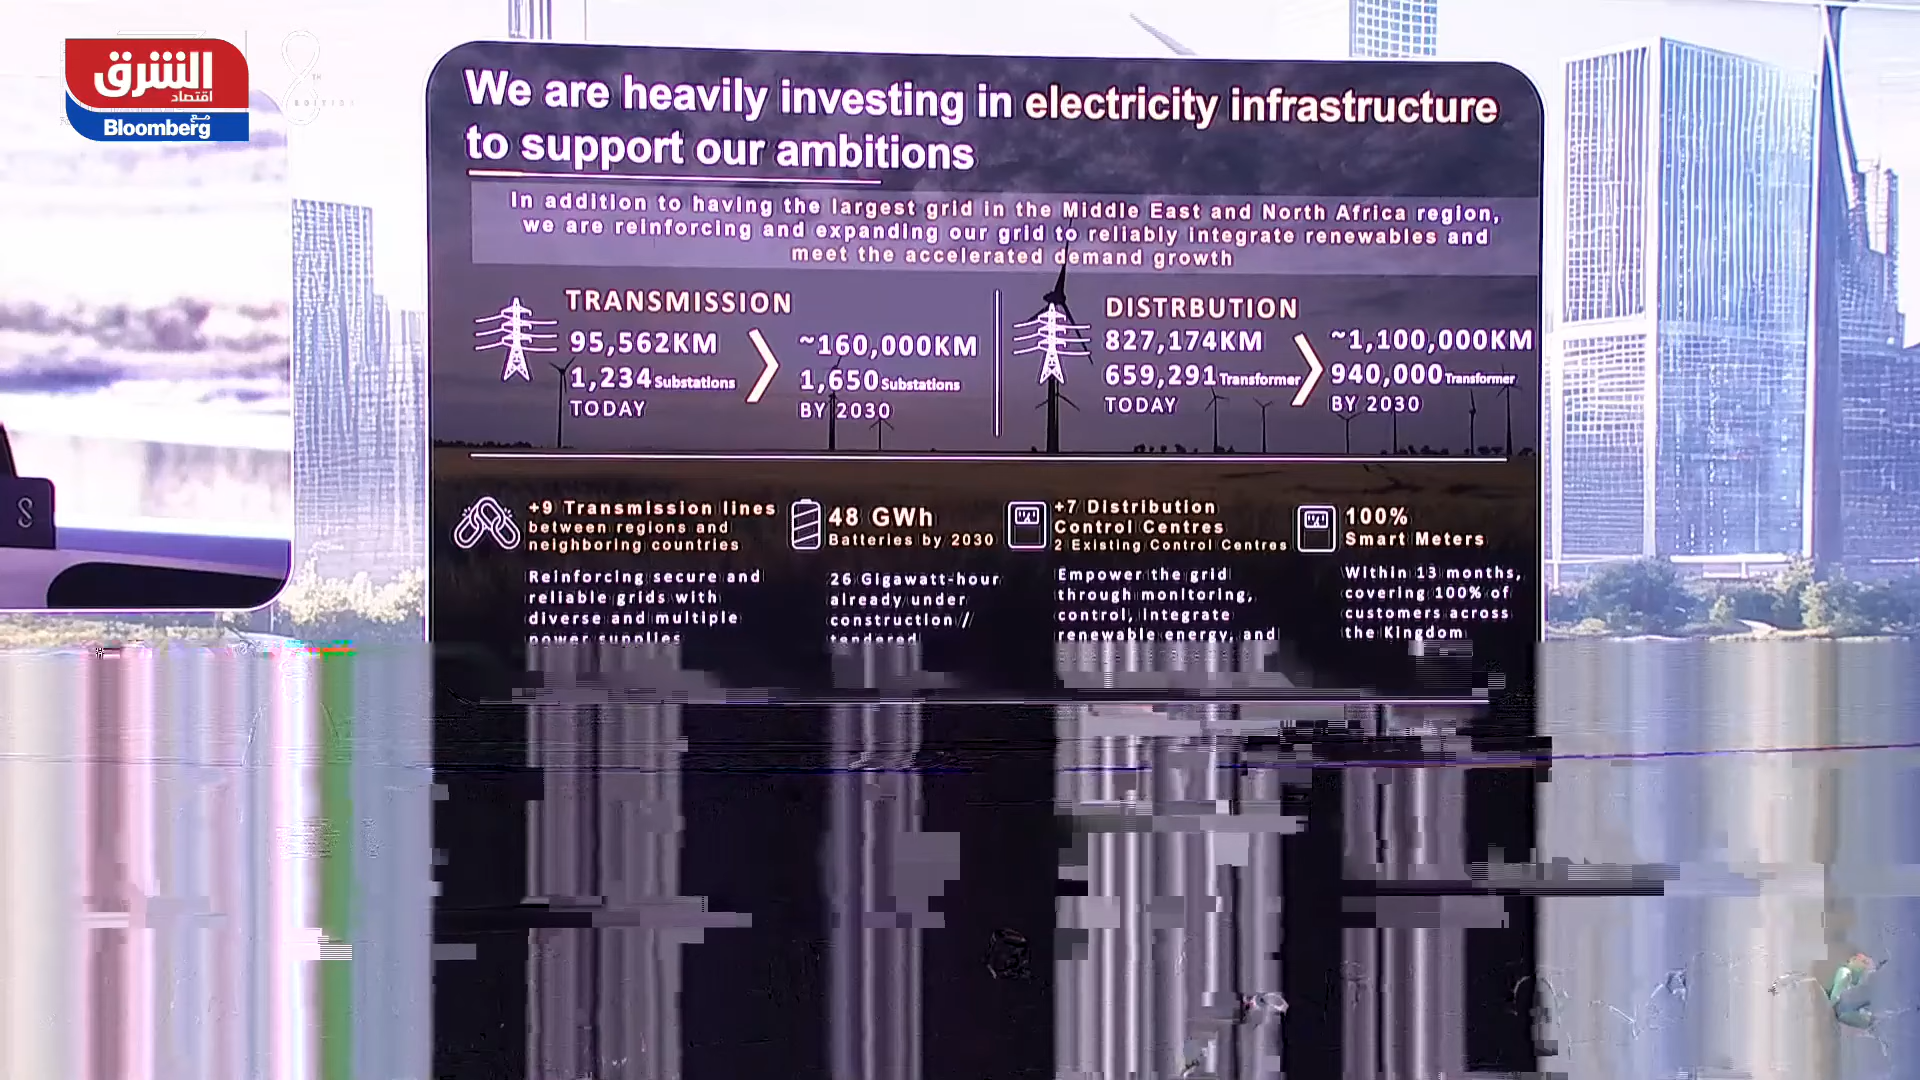 الشرق
اقتصاد
مع
Bloomberg
TH
EDITION
We are heavily investing in electricity infrastructure
to support our ambitions
In addition to having the largest grid in the Middle East and North Africa region,
we are reinforcing and expanding our grid to reliably integrate renewables and
meet the accelerated demand growth
TRANSMISSION
95,562KM
1,234 Substations
TODAY
~160,000KM
1,650 Substations
BY 2030
DISTRBUTION
827,174KM
659,291 Transformer
TODAY
~1,100,000KM
940,000 Transformer
BY 2030
+9 Transmission lines
between regions and
neighboring countries
Reinforcing secure and
reliable grids with
diverse and multiple
power supplies
48 GWh
Batteries by 2030
26 Gigawatt-hour
already under
construction //
tendered
+7 Distribution
Control Centres
2 Existing Control Centres
Empower the grid
through monitoring,
control, integrate
renewable energy, and
100%
Smart Meters
Within 13 months,
covering 100% of
customers across
the Kingdom